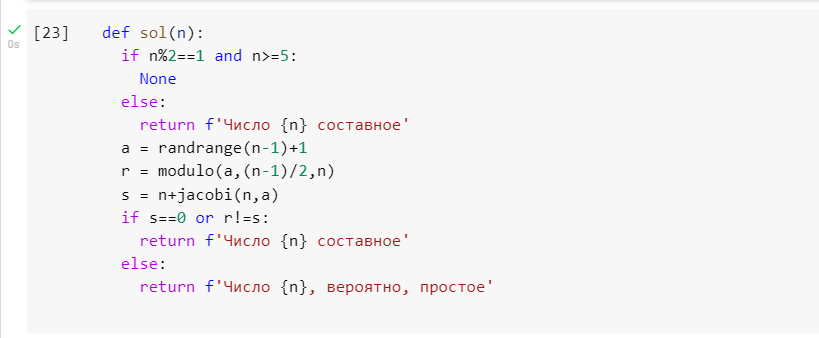 [23] def sol(n):
if n%2==1 and n>=5:
None
else:
return f'Число {n} составное'
a = randrange(n-1)+1
r = modulo(a,(n-1)/2,n)
s = n+jacobi(n,a)
if s==0 or r!=s:
return f'Число {n} составное'
else:
return f'Число {n}, вероятно, простое'
0s